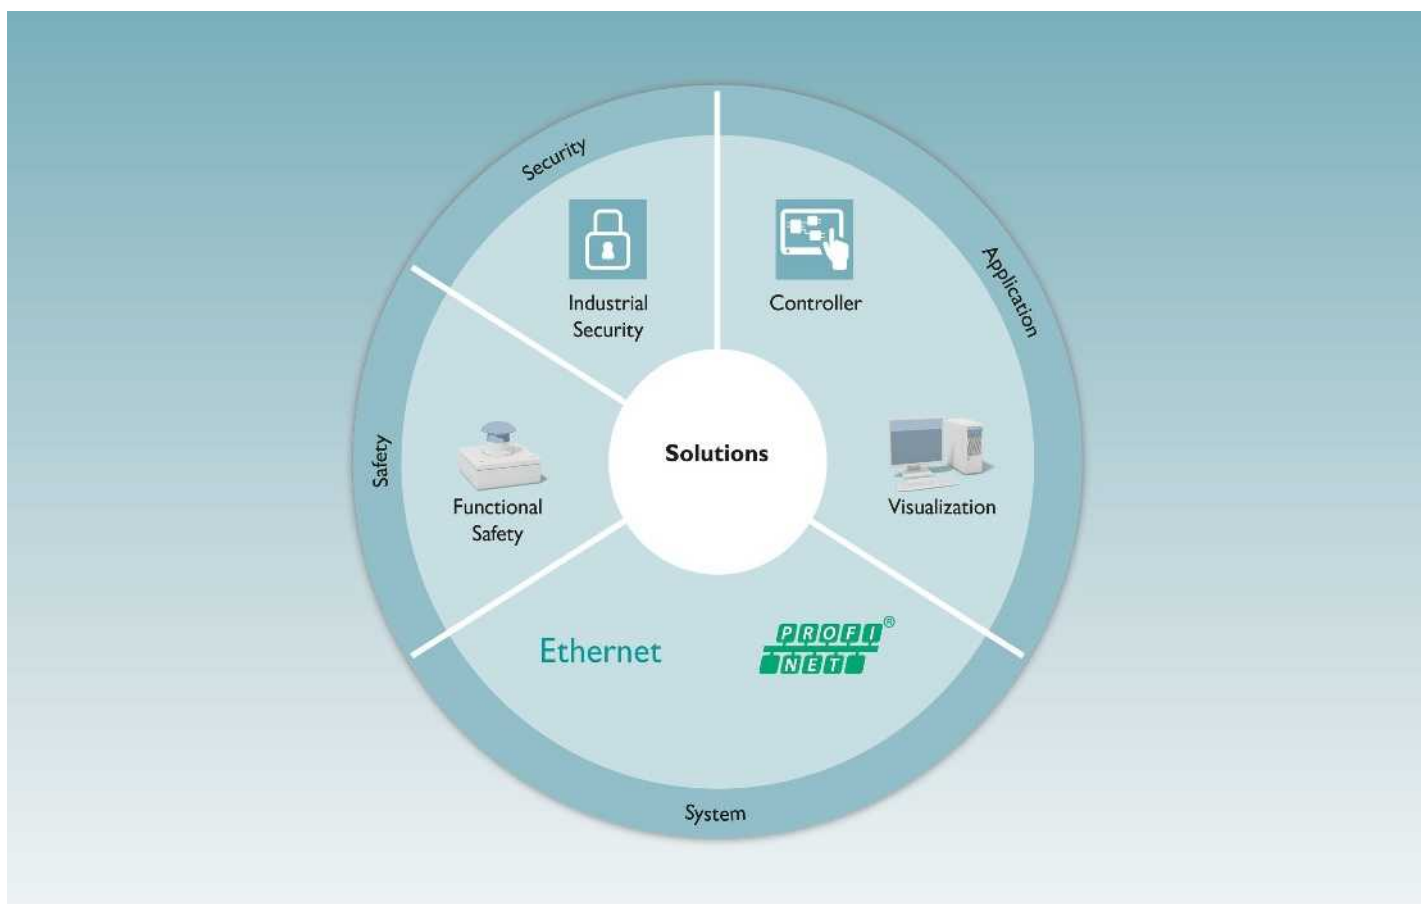 Security
Application
Industrial
Security
Controller
Safety
Solutions
Functional
Safety
Visualization
Ethernet
PROFI®
NET
System